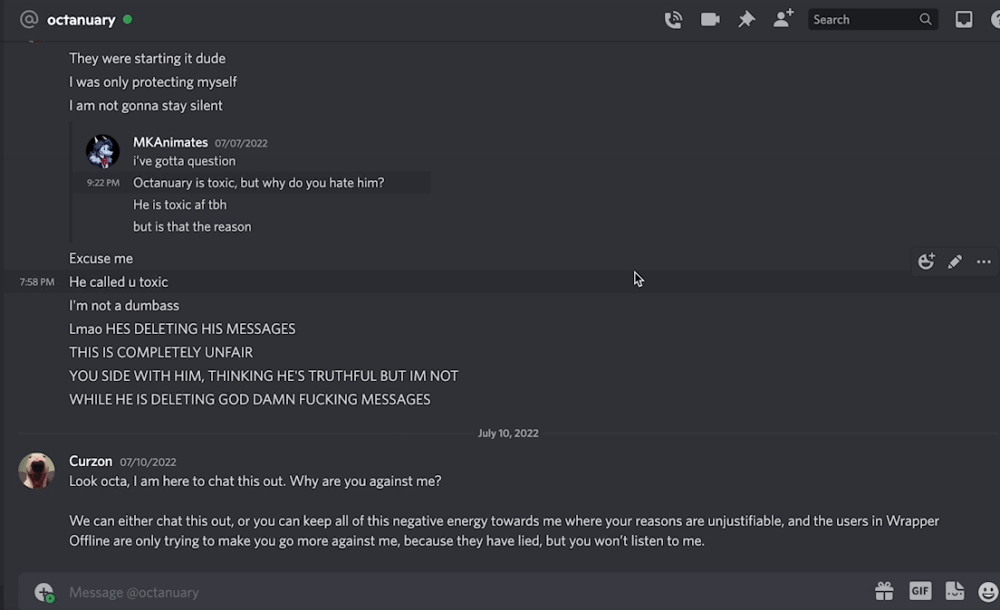 octanuary
Search
They were starting it dude
I was only protecting myself
I am not gonna stay silent
MKAnimates 07/07/2022
i've gotta question
9:22 PM Octanuary is toxic, but why do you hate him?
He is toxic af tbh
but is that the reason
Excuse me
7:58 PM He called u toxic
I'm not a dumbass
Lmao HES DELETING HIS MESSAGES
THIS IS COMPLETELY UNFAIR
YOU SIDE WITH HIM, THINKING HE'S TRUTHFUL BUT IM NOT
WHILE HE IS DELETING GOD DAMN FUCKING MESSAGES
July 10, 2022
Curzon 07/10/2022
Look octa, I am here to chat this out. Why are you against me?
We can either chat this out, or you can keep all of this negative energy towards me where your reasons are unjustifiable, and the users in Wrapper
Offline are only trying to make you go more against me, because they have lied, but you won't listen to me.
Message @octanuary
GIF